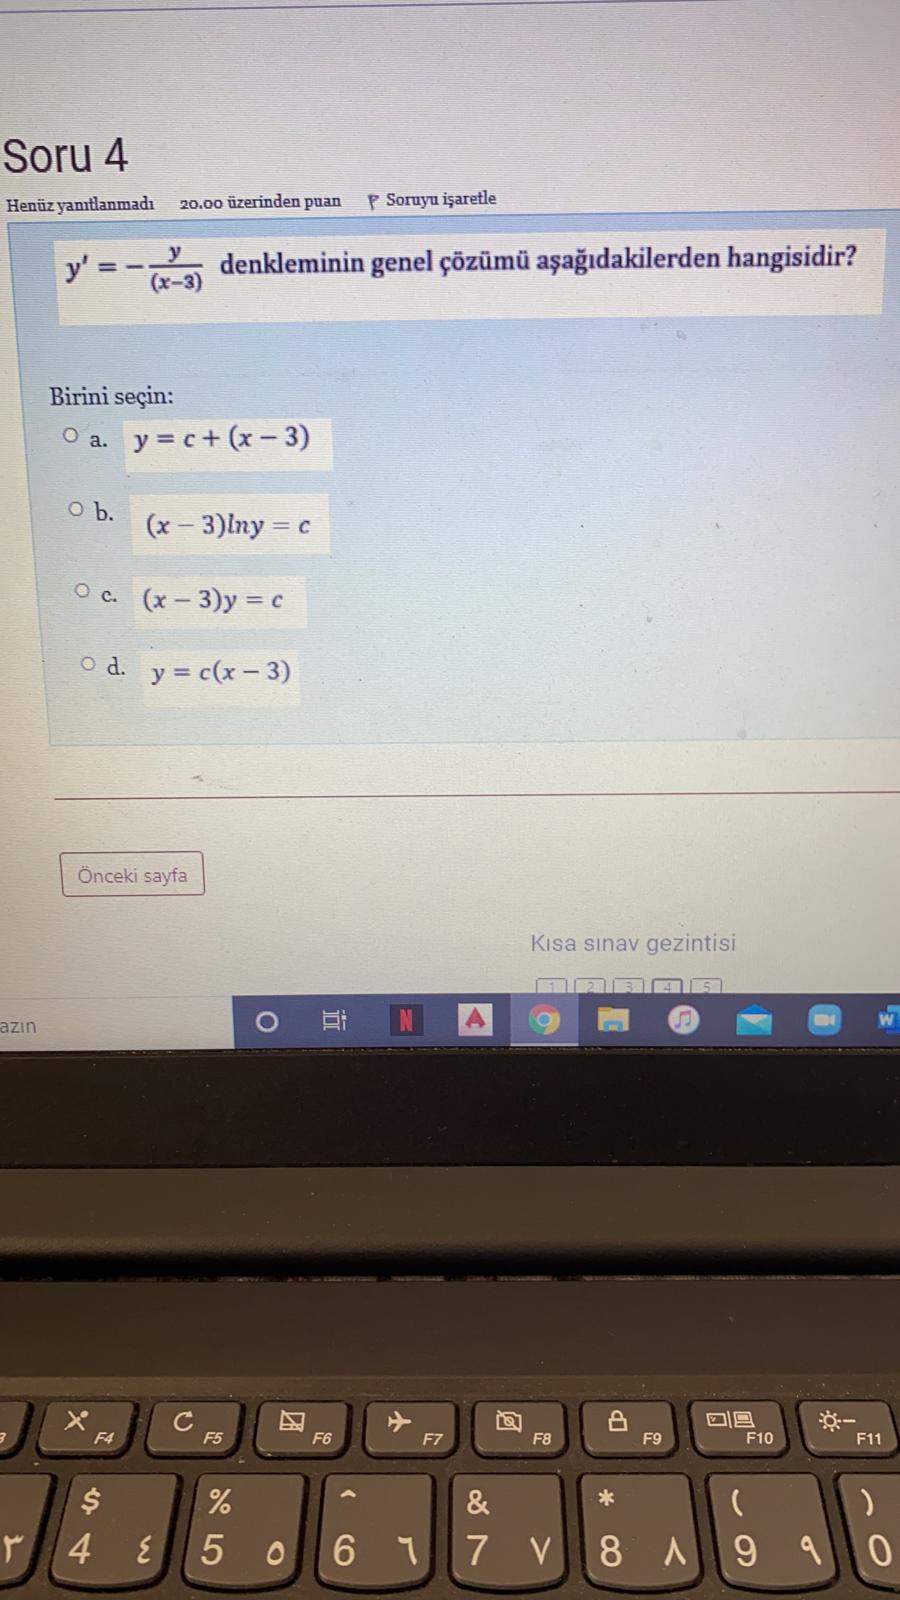 Soru 4
Henüz yanıtlanmadı 20.00 üzerinden puan Soruyu işaretle
y' = -y/(x-3) denkleminin genel çözümü aşağıdakilerden hangisidir?
Birini seçin:
a. y = c + (x - 3)
b. (x - 3)lny = c
c. (x - 3)y = c
d. y = c(x - 3)
Önceki sayfa
Kısa sınav gezintisi
1 2 3 4 5
azın N A W
F4 F5 F6 F7 F8 F9 F10 F11
$ % ^ & * ( )
٣ 4 ٤ 5 ٥ 6 ٦ 7 ٧ 8 ٨ 9 ٩ 0